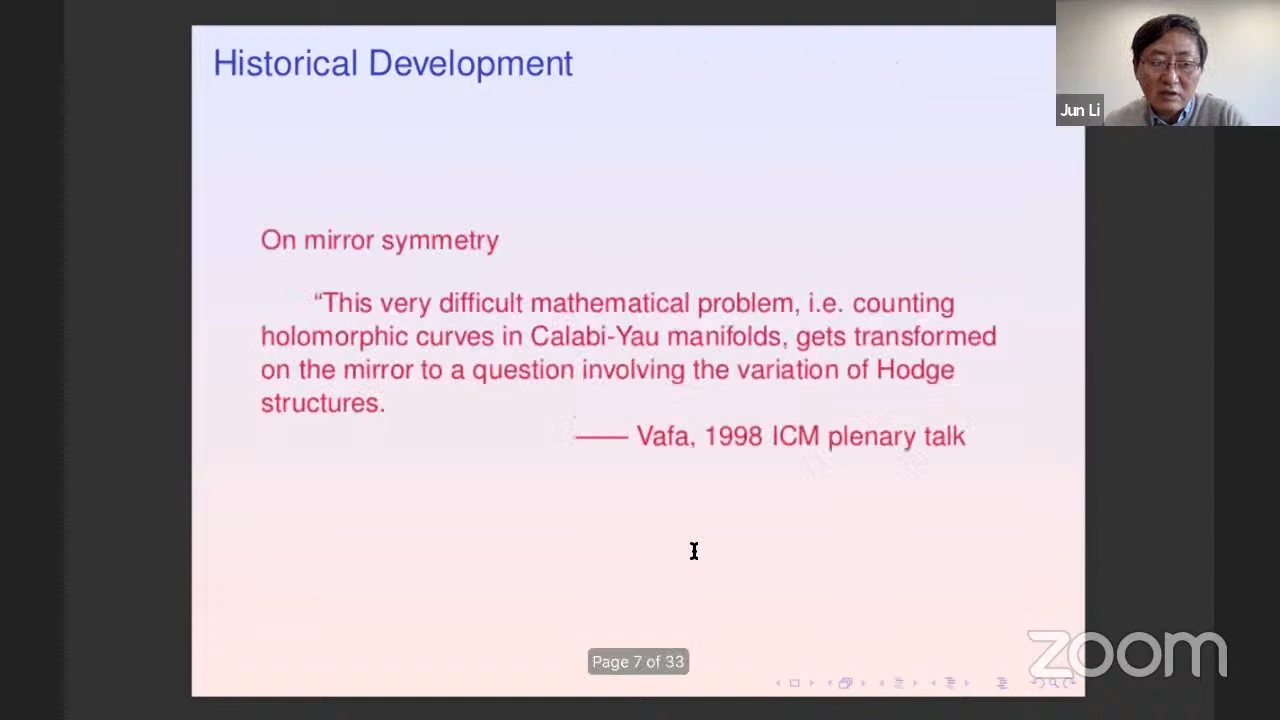 Historical Development
Jun Li
On mirror symmetry
“This very difficult mathematical problem, i.e. counting
holomorphic curves in Calabi-Yau manifolds, gets transformed
on the mirror to a question involving the variation of Hodge
structures.
—— Vafa, 1998 ICM plenary talk
Page 7 of 33
zoom